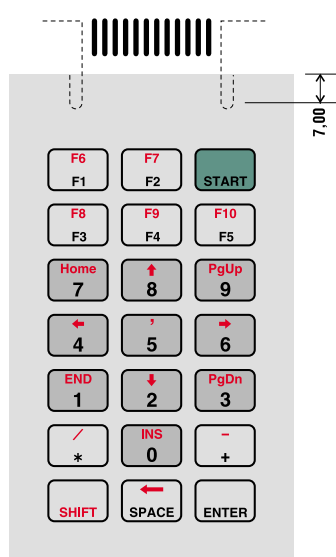 7,00
F6 F7
F1 F2 START
F8 F9 F10
F3 F4 F5
Home ↑ PgUp
7 8 9
← ’ →
4 5 6
END ↓ PgDn
1 2 3
/ INS -
* 0 +
←
SHIFT SPACE ENTER